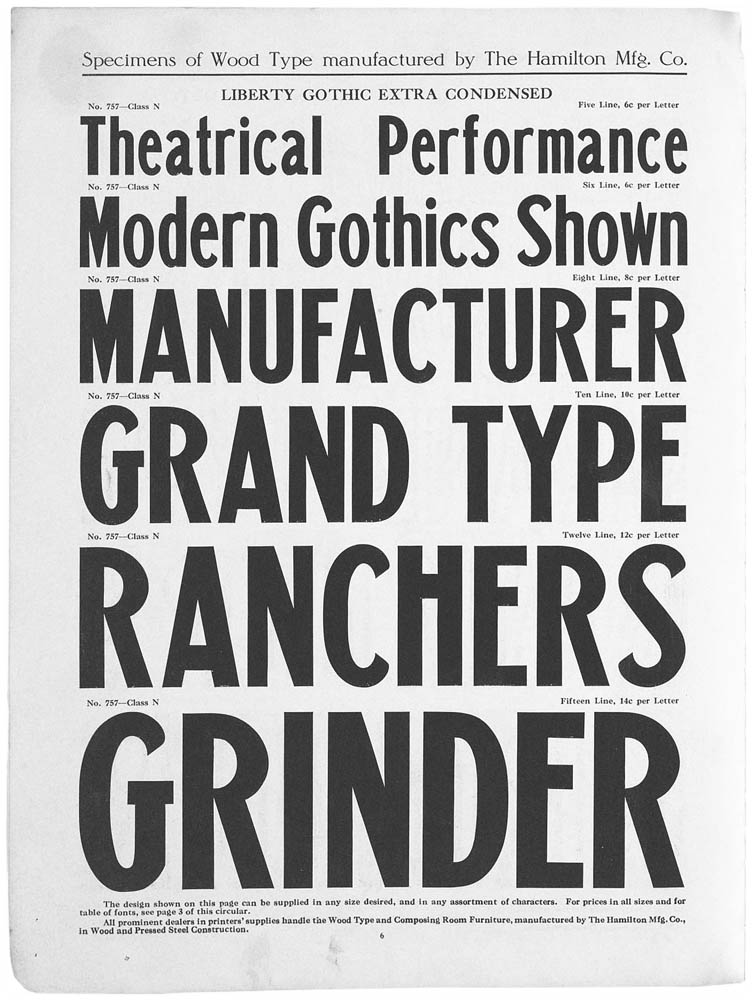 Specimens of Wood Type manufactured by The Hamilton Mfg. Co.
LIBERTY GOTHIC EXTRA CONDENSED
No. 757—Class N Five Line, 6c per Letter
Theatrical Performance
No. 757—Class N Six Line, 6c per Letter
Modern Gothics Shown
No. 757—Class N Eight Line, 8c per Letter
MANUFACTURER
No. 757—Class N Ten Line, 10c per Letter
GRAND TYPE
No. 757—Class N Twelve Line, 12c per Letter
RANCHERS
No. 757—Class N Fifteen Line, 14c per Letter
GRINDER
The design shown on this page can be supplied in any size desired, and in any assortment of characters. For prices in all sizes and for
table of fonts, see page 3 of this circular.
All prominent dealers in printers' supplies handle the Wood Type and Composing Room Furniture, manufactured by The Hamilton Mfg. Co.,
in Wood and Pressed Steel Construction.
6